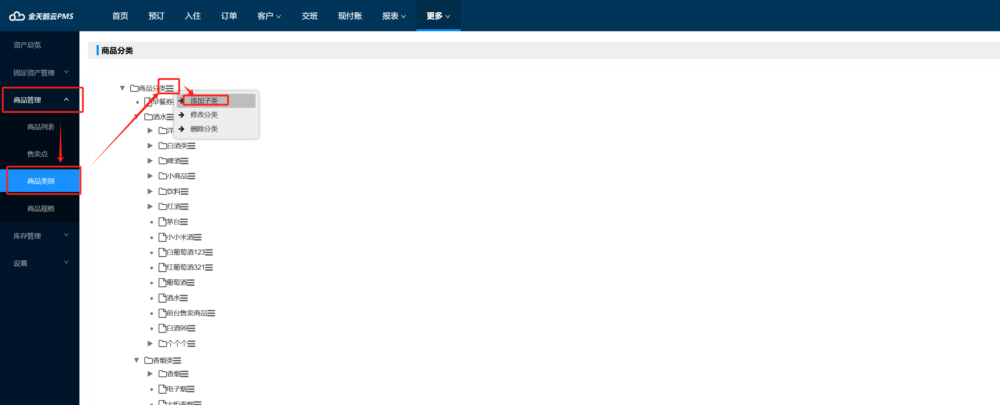 金天鹅云PMS
首页 预订 入住 订单 客户 交班 现付账 报表 更多
资产总览
固定资产管理
商品管理
商品列表
售卖点
商品类别
商品规格
库存管理
设置
商品分类
商品分类
添加子类
修改分类
删除分类
早餐券
酒水
洋
白酒类
啤酒
小商品
饮料
红酒
茅台
小小米酒
白葡萄酒123
红葡萄酒321
葡萄酒
酒水
前台售卖商品
白酒99
个个个
香烟类
香烟
电子烟